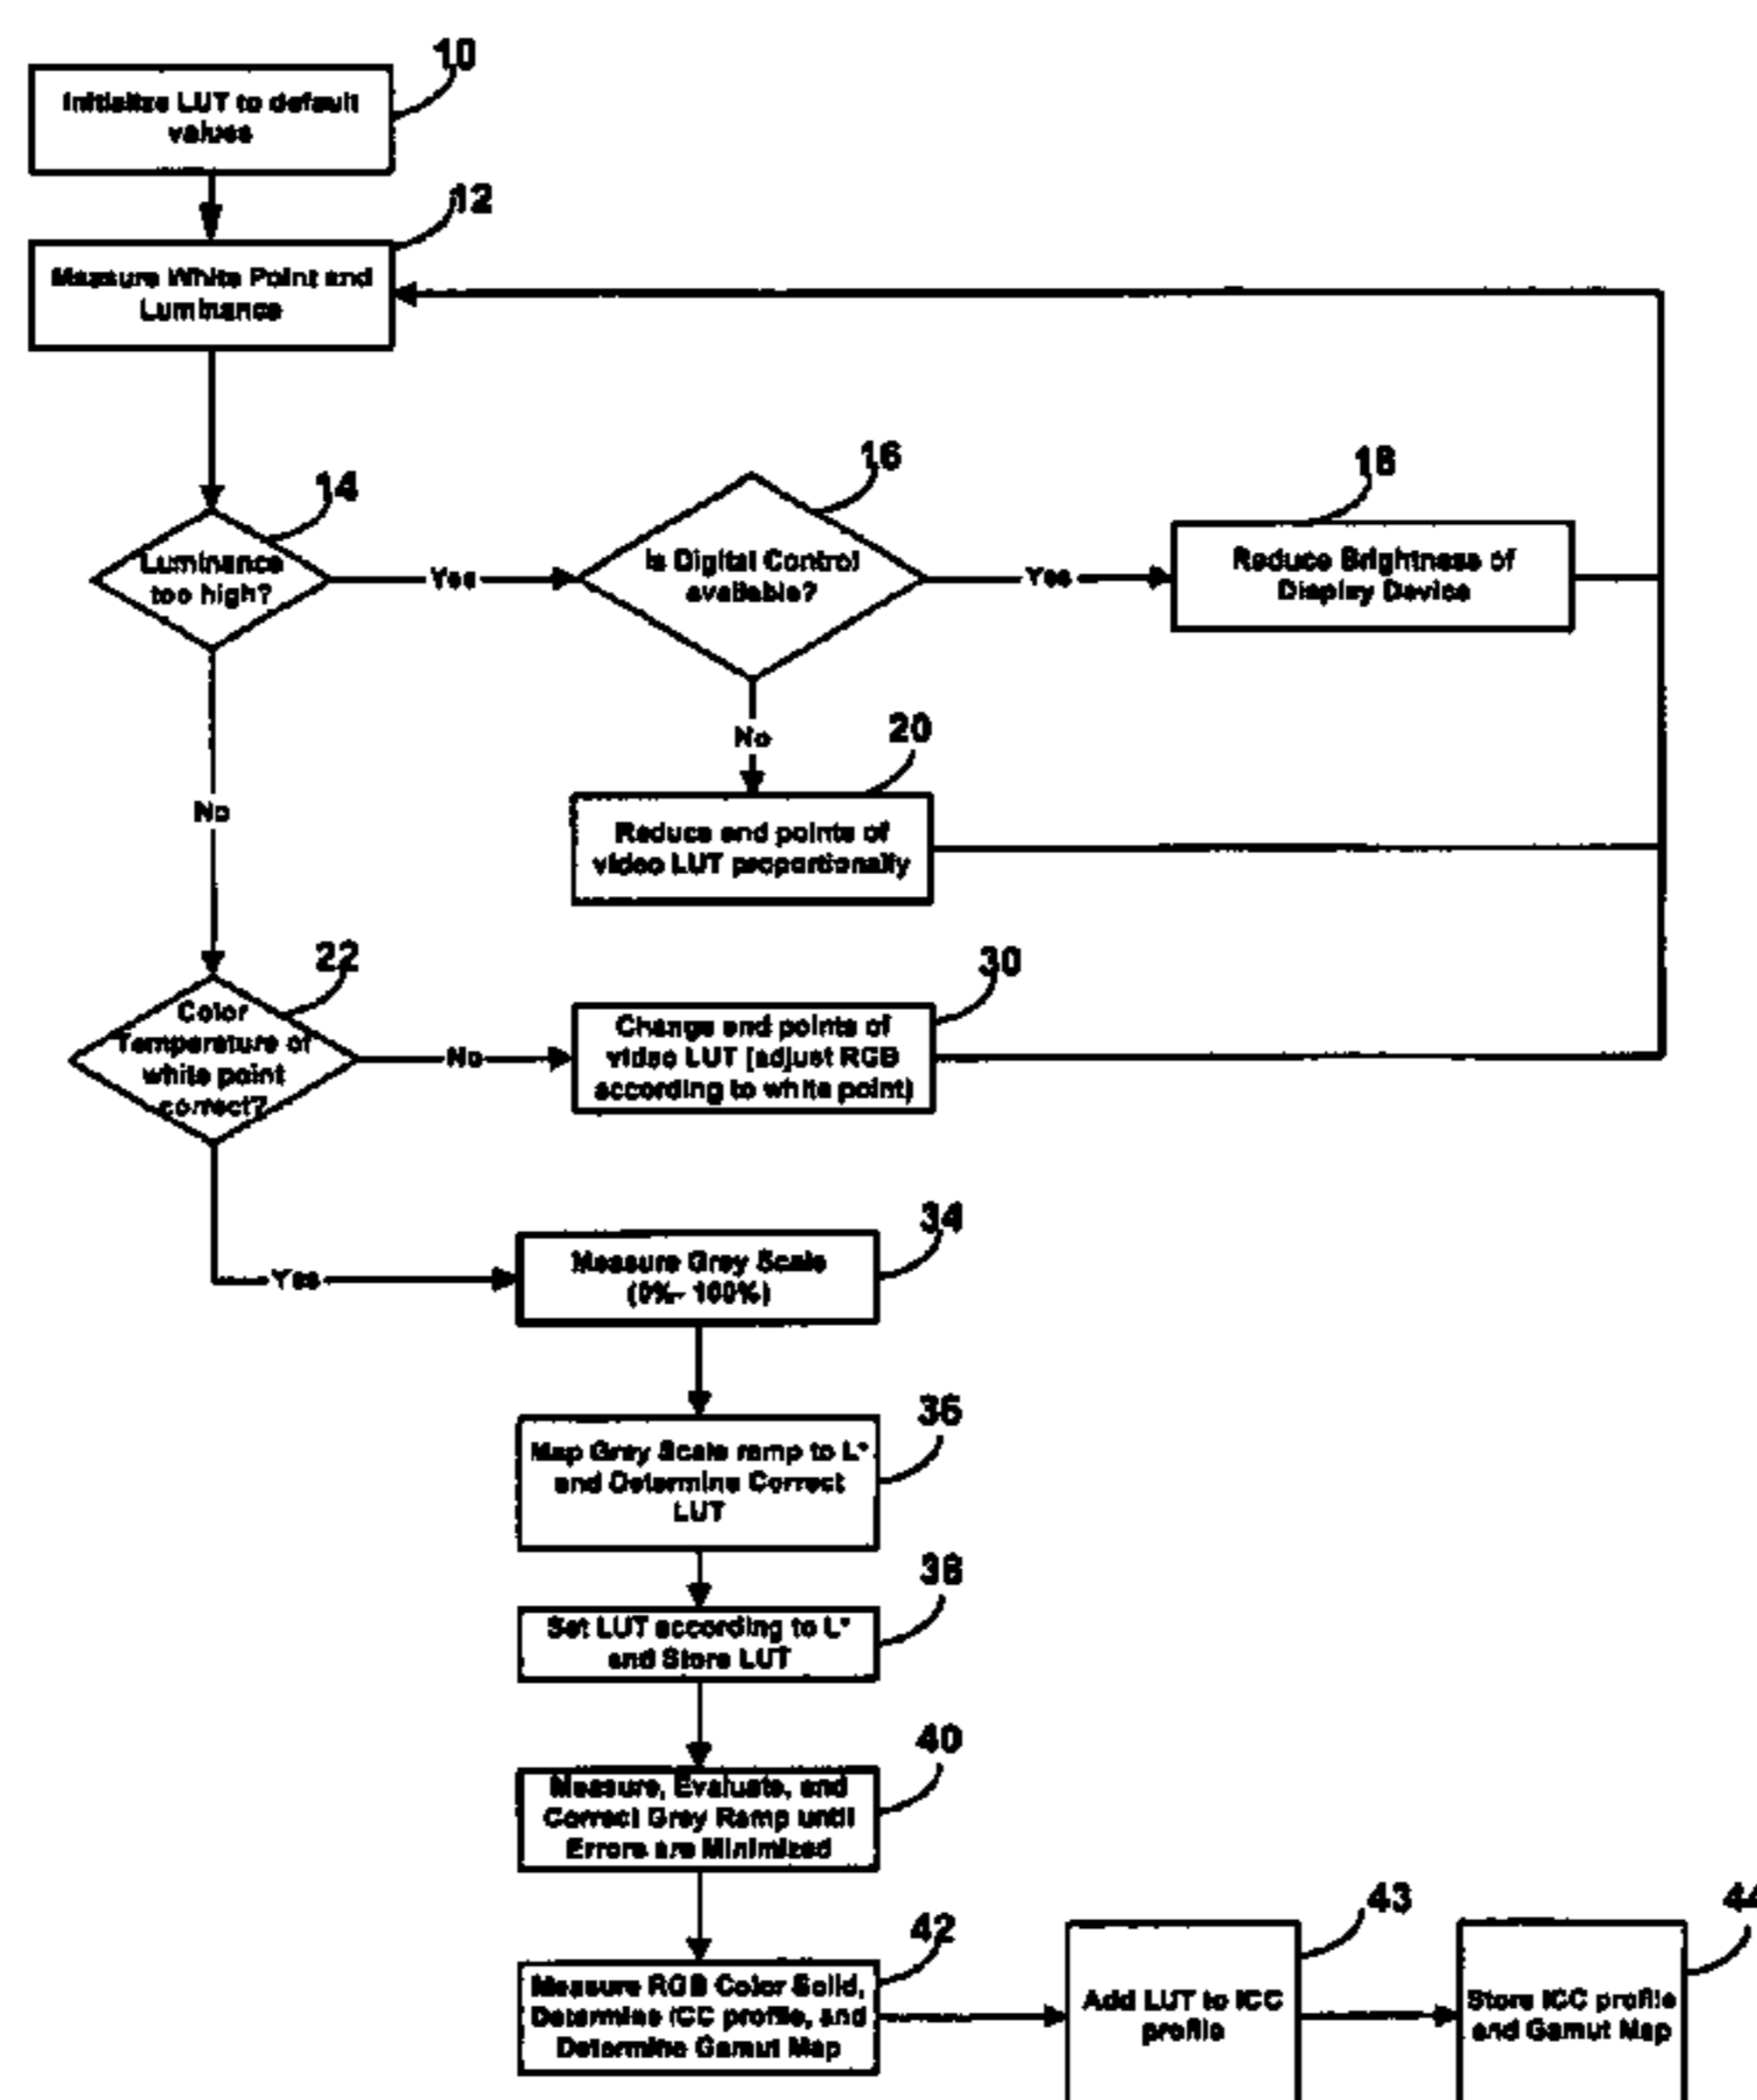 10
Initialize LUT to default
values
12
Measure White Point and
Luminance
14
Luminance
too high?
Yes
16
Is Digital Control
available?
Yes
18
Reduce Brightness of
Display Device
No
20
Reduce end points of
video LUT proportionally
No
22
Color
Temperature of
white point
correct?
No
30
Change end points of
video LUT (adjust RGB
according to white point)
Yes
34
Measure Grey Scale
(0%- 100%)
36
Map Grey Scale ramp to L*
and Determine Correct
LUT
38
Set LUT according to L*
and Store LUT
40
Measure, Evaluate, and
Correct Grey Ramp until
Errors are Minimized
42
Measure RGB Color Solid,
Determine ICC profile, and
Determine Gamut Map
43
Add LUT to ICC
profile
44
Store ICC profile
and Gamut Map